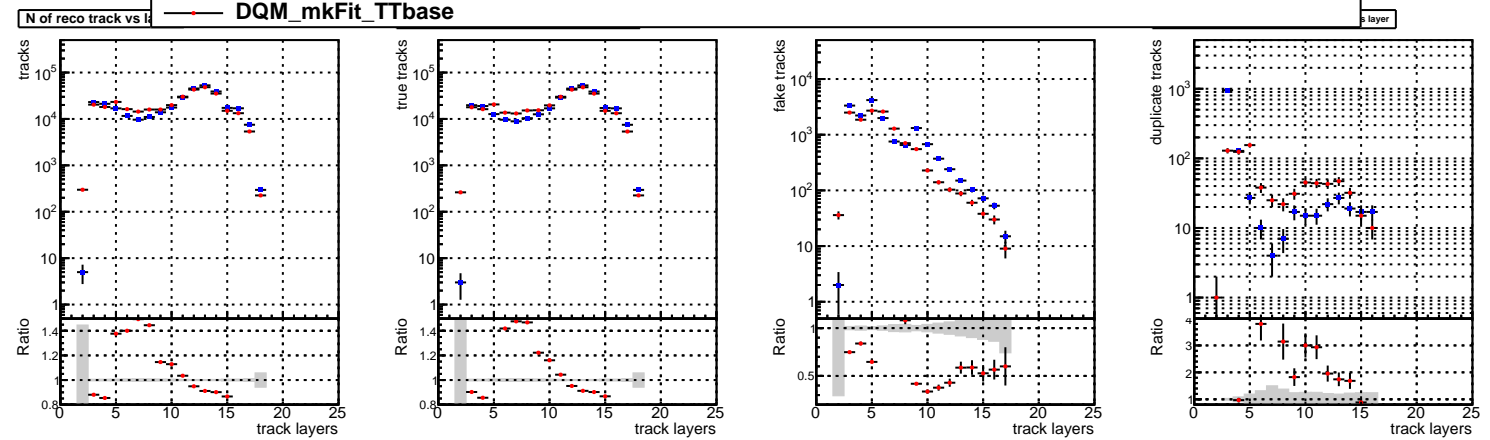 DQM_mkFit_TTbase
N of reco track vs la
s layer
tracks
10^5
10^4
10^3
10^2
10
1
Ratio
1.4
1.2
1
0.8
0 5 10 15 20 25
track layers
true tracks
10^5
10^4
10^3
10^2
10
1
Ratio
1.4
1.2
1
0.8
0 5 10 15 20 25
track layers
fake tracks
10^4
10^3
10^2
10
1
Ratio
1
0.5
0 5 10 15 20 25
track layers
duplicate tracks
10^3
10^2
10
1
Ratio
4
3
2
1
0 5 10 15 20 25
track layers